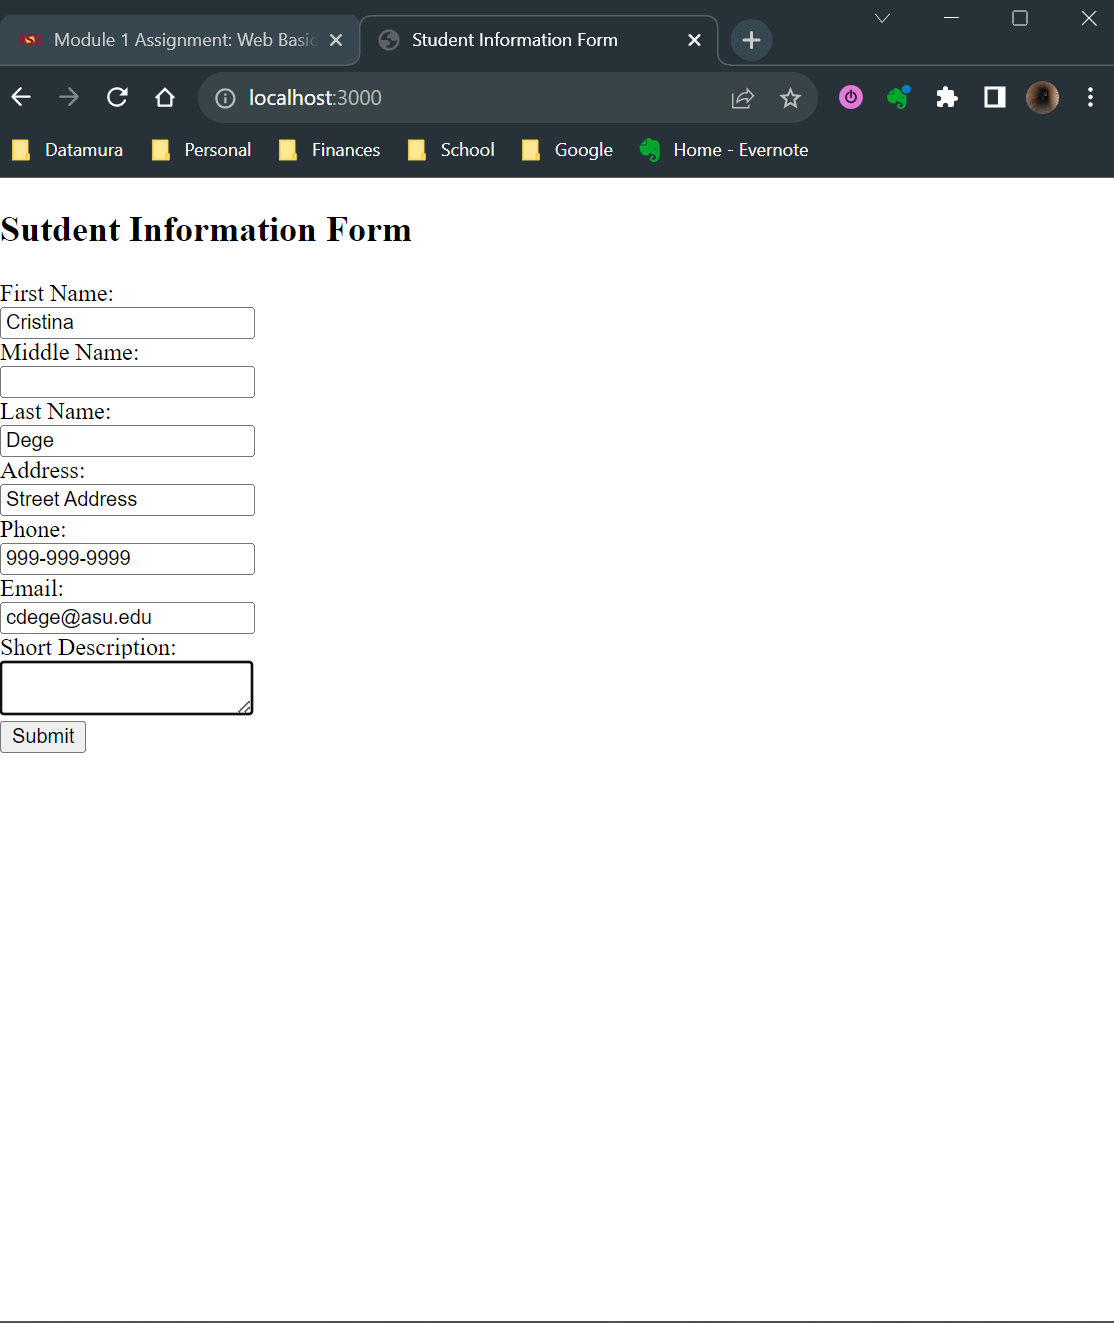 Module 1 Assignment: Web Basic
Student Information Form
localhost:3000
Datamura Personal Finances School Google Home - Evernote
Sutdent Information Form
First Name:
Cristina
Middle Name:
Last Name:
Dege
Address:
Street Address
Phone:
999-999-9999
Email:
cdege@asu.edu
Short Description:
Submit